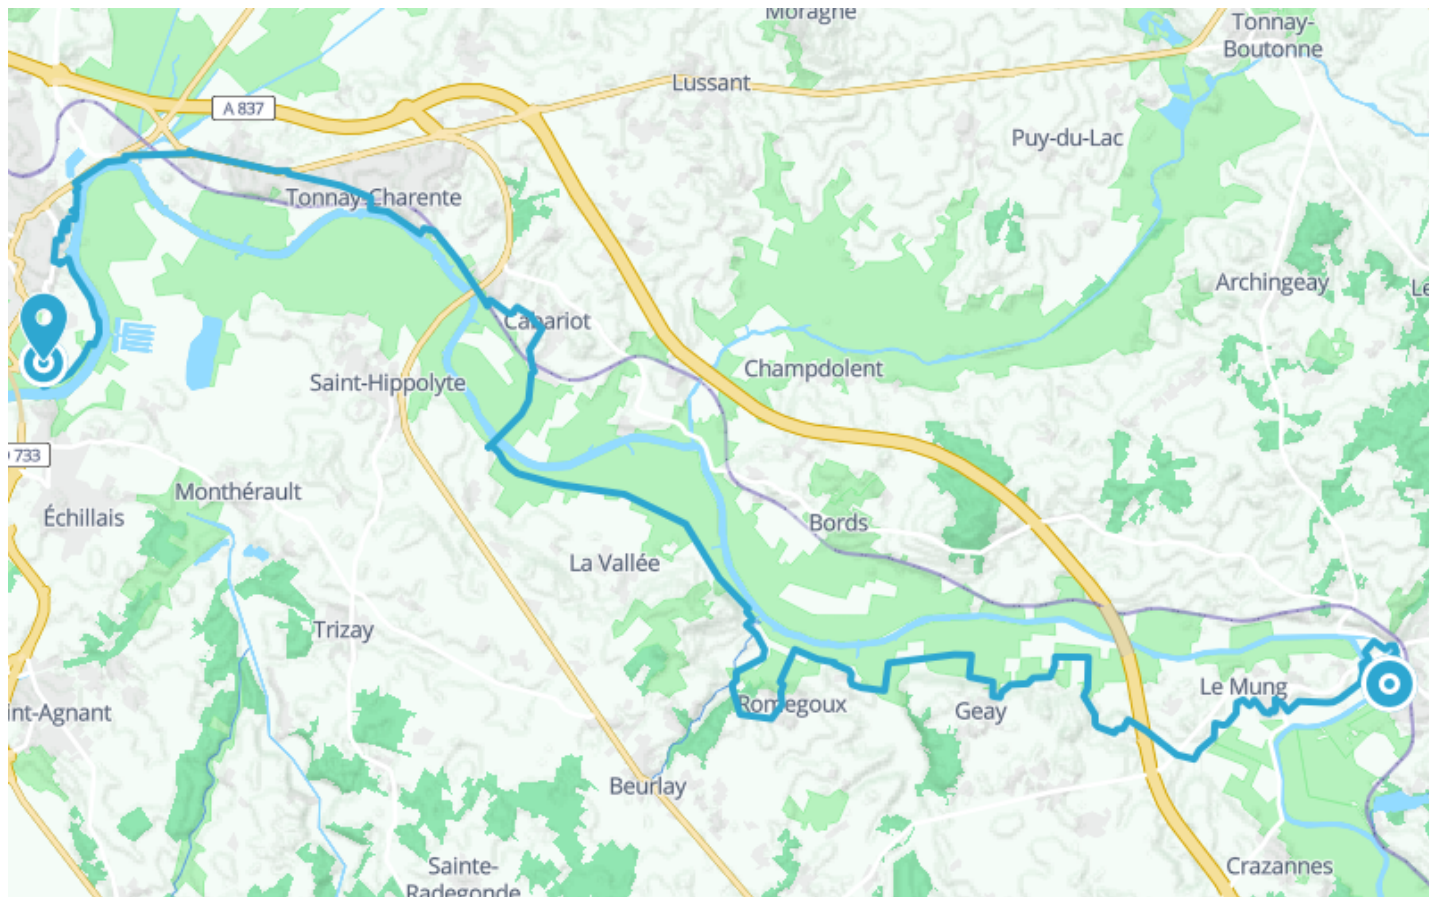 Moragne
Tonnay-
Boutonne
Lussant
A 837
Puy-du-Lac
Tonnay-Charente
Archingeay
Le
Cabariot
Champdolent
Saint-Hippolyte
733
Monthérault
Échillais
Bords
La Vallée
Trizay
Le Mung
Romegoux
Geay
int-Agnant
Beurlay
Sainte-
Radegonde
Crazannes